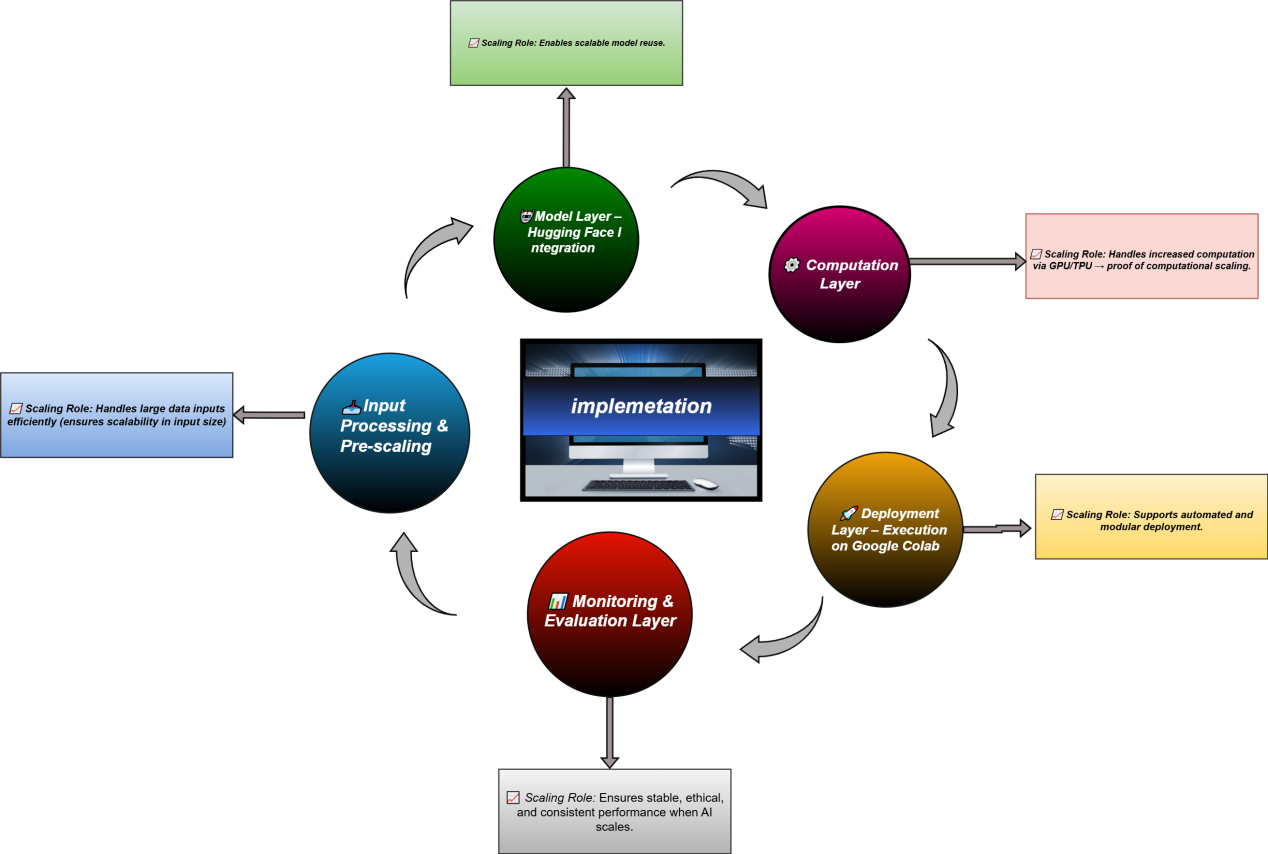 📈 Scaling Role: Enables scalable model reuse.
Model Layer –
Hugging Face I
ntegration
⚙ Computation
Layer
📈 Scaling Role: Handles increased computation
via GPU/TPU → proof of computational scaling.
📥Input
Processing &
Pre-scaling
📈 Scaling Role: Handles large data inputs
efficiently (ensures scalability in input size)
implemetation
🚀 Deployment
Layer – Execution
on Google Colab
📈 Scaling Role: Supports automated and
modular deployment.
📊 Monitoring &
Evaluation Layer
📈 Scaling Role: Ensures stable, ethical,
and consistent performance when AI
scales.